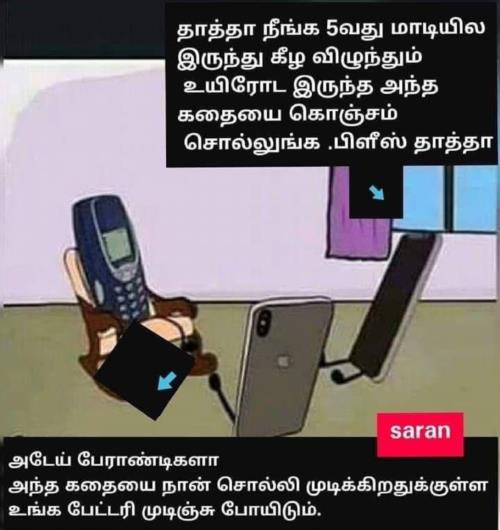 தாத்தா நீங்க 5வது மாடியில
இருந்து கீழ விழுந்தும்
உயிரோட இருந்த அந்த
கதையை கொஞ்சம்
சொல்லுங்க .பிளீஸ் தாத்தா
saran
அடேய் பேராண்டிகளா
அந்த கதையை நான் சொல்லி முடிக்கிறதுக்குள்ள
உங்க பேட்டரி முடிஞ்சு போயிடும்.